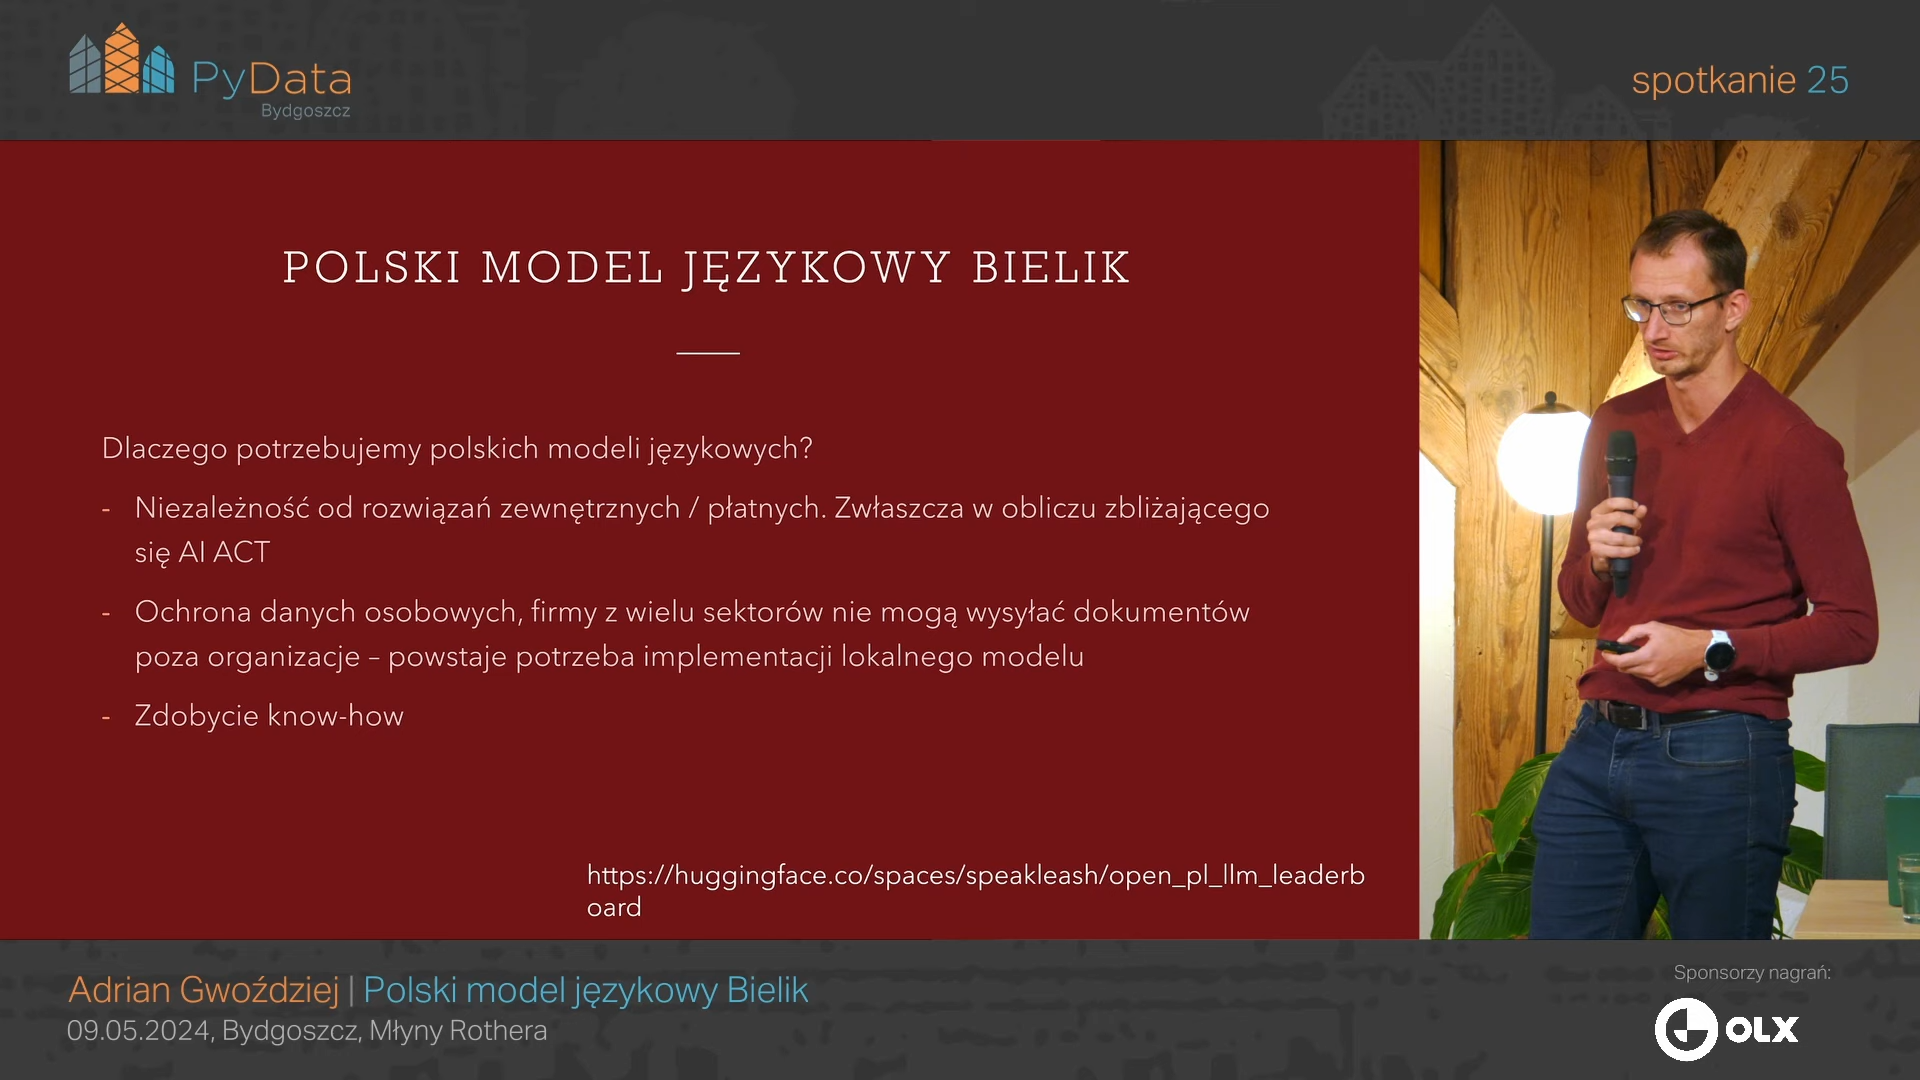 PyData
Bydgoszcz
spotkanie 25
POLSKI MODEL JĘZYKOWY BIELIK
Dlaczego potrzebujemy polskich modeli językowych?
- Niezależność od rozwiązań zewnętrznych / płatnych. Zwłaszcza w obliczu zbliżającego
się AI ACT
- Ochrona danych osobowych, firmy z wielu sektorów nie mogą wysyłać dokumentów
poza organizacje – powstaje potrzeba implementacji lokalnego modelu
- Zdobycie know-how
https://huggingface.co/spaces/speakleash/open_pl_llm_leaderb
oard
Adrian Gwoździej | Polski model językowy Bielik
09.05.2024, Bydgoszcz, Młyny Rothera
Sponsorzy nagrań:
OLX